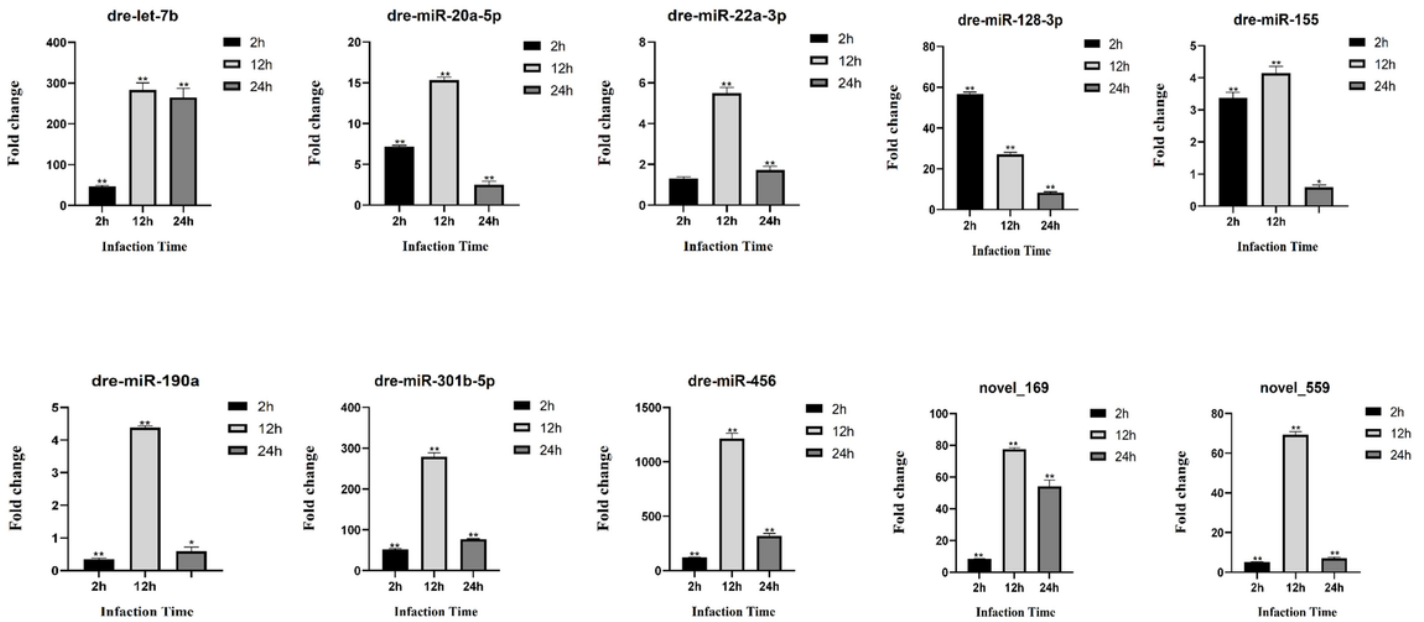 dre-let-7b
400
300
200
100
0
Fold change
**
**
**
2h
12h
24h
Infaction Time
2h
12h
24h
dre-miR-20a-5p
20
15
10
5
0
Fold change
**
**
**
2h
12h
24h
Infaction Time
2h
12h
24h
dre-miR-22a-3p
8
6
4
2
0
Fold change
**
**
2h
12h
24h
Infaction Time
2h
12h
24h
dre-miR-128-3p
80
60
40
20
0
Fold change
**
**
**
2h
12h
24h
Infaction Time
2h
12h
24h
dre-miR-155
5
4
3
2
1
0
Fold change
**
**
*
2h
12h
Infaction Time
2h
12h
24h
dre-miR-190a
5
4
3
2
1
0
Fold change
**
**
*
2h
12h
Infaction Time
2h
12h
24h
dre-miR-301b-5p
400
300
200
100
0
Fold change
**
**
**
2h
12h
24h
Infaction Time
2h
12h
24h
dre-miR-456
1500
1000
500
0
Fold change
**
**
**
2h
12h
24h
Infaction Time
2h
12h
24h
novel_169
100
80
60
40
20
0
Fold change
**
**
**
2h
12h
24h
Infaction Time
2h
12h
24h
novel_559
80
60
40
20
0
Fold change
**
**
**
2h
12h
24h
Infaction Time
2h
12h
24h